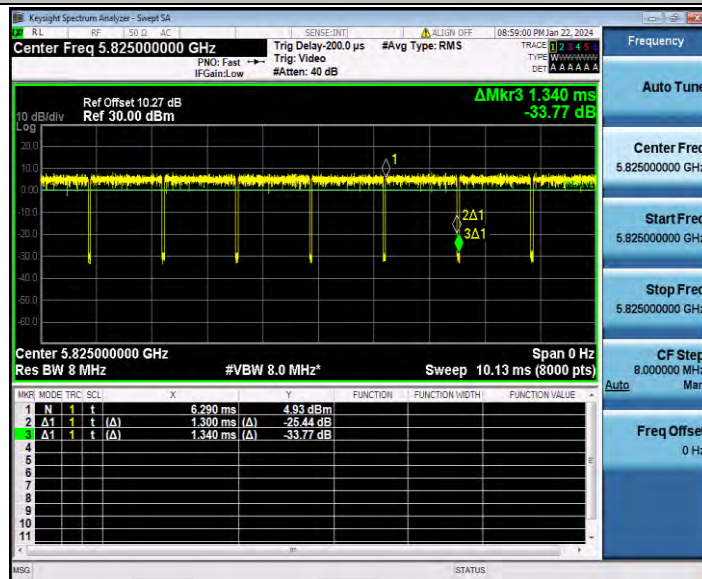 Keysight Spectrum Analyzer - Swept SA
RL RF 50 Ω AC SENSE:INT ALIGN OFF 08:59:00 PM Jan 22, 2024
Center Freq 5.825000000 GHz
PNO: Fast
IFGain:Low
Trig Delay-200.0 µs
Trig: Video
#Atten: 40 dB
#Avg Type: RMS
TRACE 1 2 3 4 5 6
TYPE W
DET A A A A A A
Frequency
Ref Offset 10.27 dB
10 dB/div Ref 30.00 dBm
Log
ΔMkr3 1.340 ms
-33.77 dB
20.0
10.0
0.00
-10.0
-20.0
-30.0
-40.0
-50.0
-60.0
1
2Δ1
3Δ1
Center 5.825000000 GHz Span 0 Hz
Res BW 8 MHz #VBW 8.0 MHz* Sweep 10.13 ms (8000 pts)
MKR MODE TRC SCL X Y FUNCTION FUNCTION WIDTH FUNCTION VALUE
1 N 1 t 6.290 ms 4.93 dBm
2 Δ1 1 t (Δ) 1.300 ms (Δ) -25.44 dB
3 Δ1 1 t (Δ) 1.340 ms (Δ) -33.77 dB
4
5
6
7
8
9
10
11
MSG STATUS
Auto Tune
Center Freq
5.825000000 GHz
Start Freq
5.825000000 GHz
Stop Freq
5.825000000 GHz
CF Step
8.000000 MHz
Auto Man
Freq Offset
0 Hz